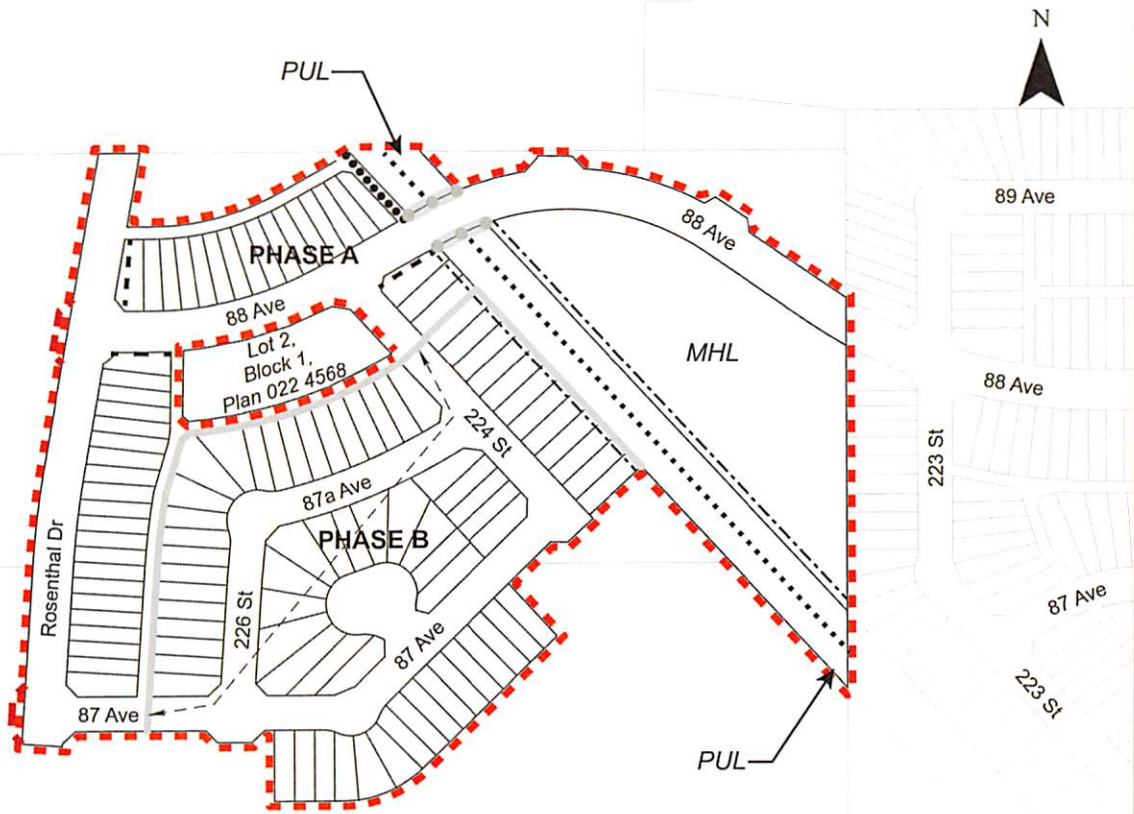 N
PUL
89 Ave
88 Ave
PHASE A
88 Ave
Lot 2,
Block 1,
Plan 022 4568
MHL
88 Ave
223 St
224 St
87a Ave
PHASE B
Rosenthal Dr
226 St
87 Ave
87 Ave
87 Ave
223 St
PUL